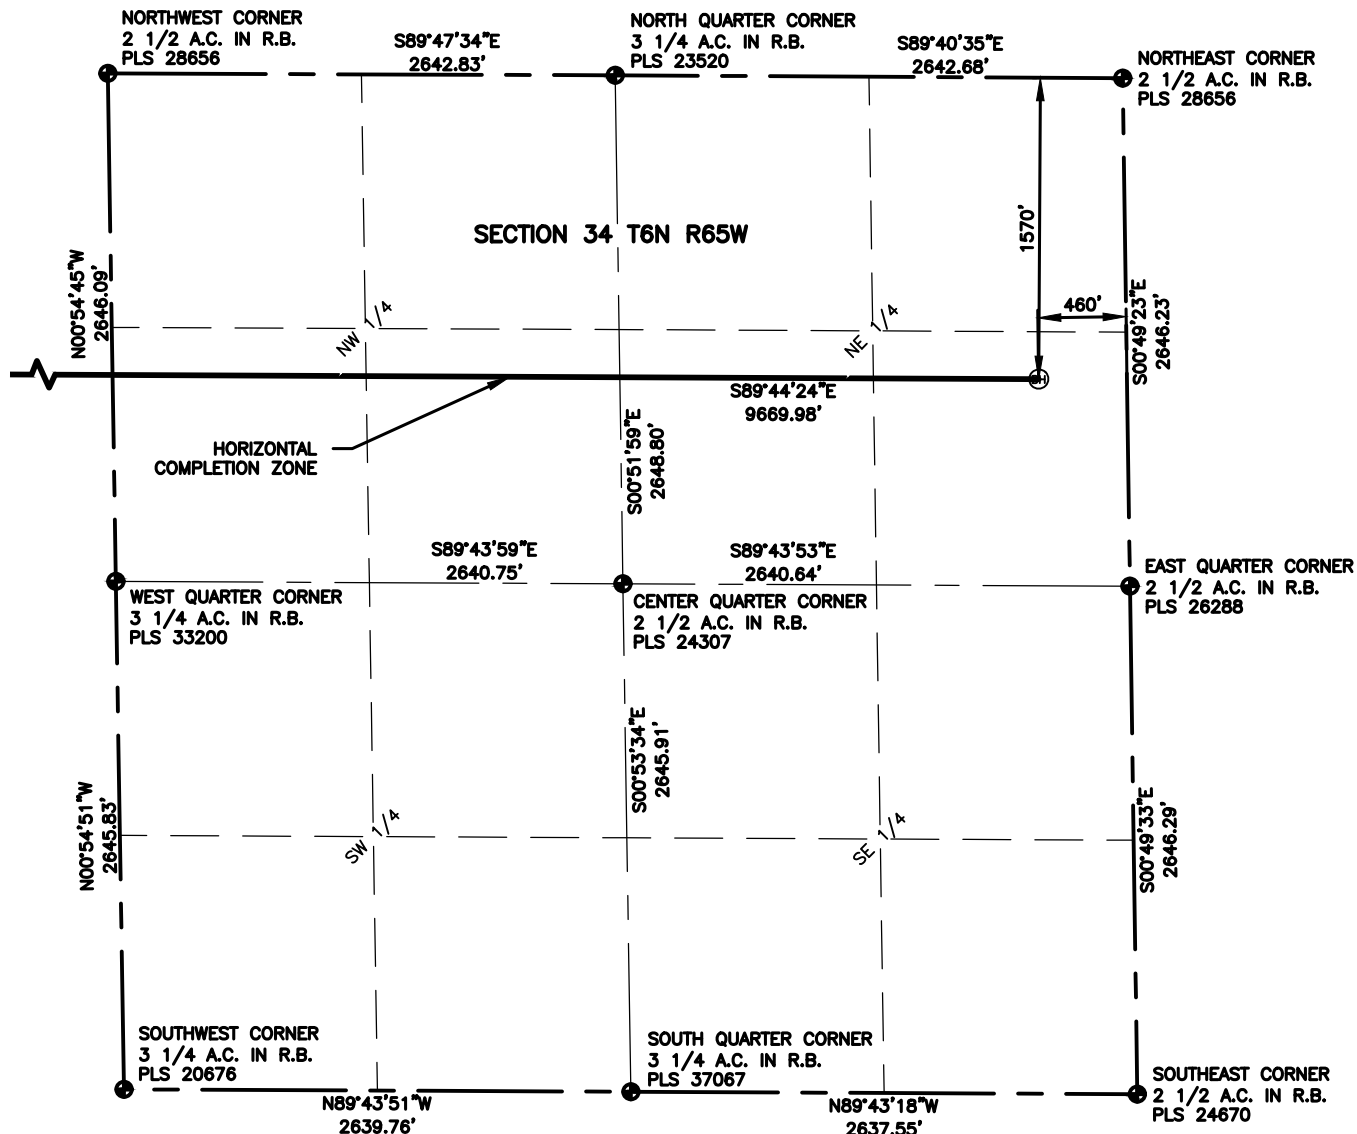 NORTHWEST CORNER
2 1/2 A.C. IN R.B.
PLS 28656
S89°47'34"E
2642.83'
NORTH QUARTER CORNER
3 1/4 A.C. IN R.B.
PLS 23520
S89°40'35"E
2642.68'
NORTHEAST CORNER
2 1/2 A.C. IN R.B.
PLS 28656
SECTION 34 T6N R65W
1570'
460'
N00°54'45"W
2646.09'
NW 1/4
NE 1/4
S00°49'23"E
2646.23'
BH
S89°44'24"E
9669.98'
HORIZONTAL
COMPLETION ZONE
S00°51'59"E
2648.80'
S89°43'59"E
2640.75'
S89°43'53"E
2640.64'
WEST QUARTER CORNER
3 1/4 A.C. IN R.B.
PLS 33200
CENTER QUARTER CORNER
2 1/2 A.C. IN R.B.
PLS 24307
EAST QUARTER CORNER
2 1/2 A.C. IN R.B.
PLS 26288
S00°53'34"E
2645.91'
N00°54'51"W
2645.83'
SW 1/4
SE 1/4
S00°49'33"E
2646.29'
SOUTHWEST CORNER
3 1/4 A.C. IN R.B.
PLS 20676
N89°43'51"W
2639.76'
SOUTH QUARTER CORNER
3 1/4 A.C. IN R.B.
PLS 37067
N89°43'18"W
2637.55'
SOUTHEAST CORNER
2 1/2 A.C. IN R.B.
PLS 24670